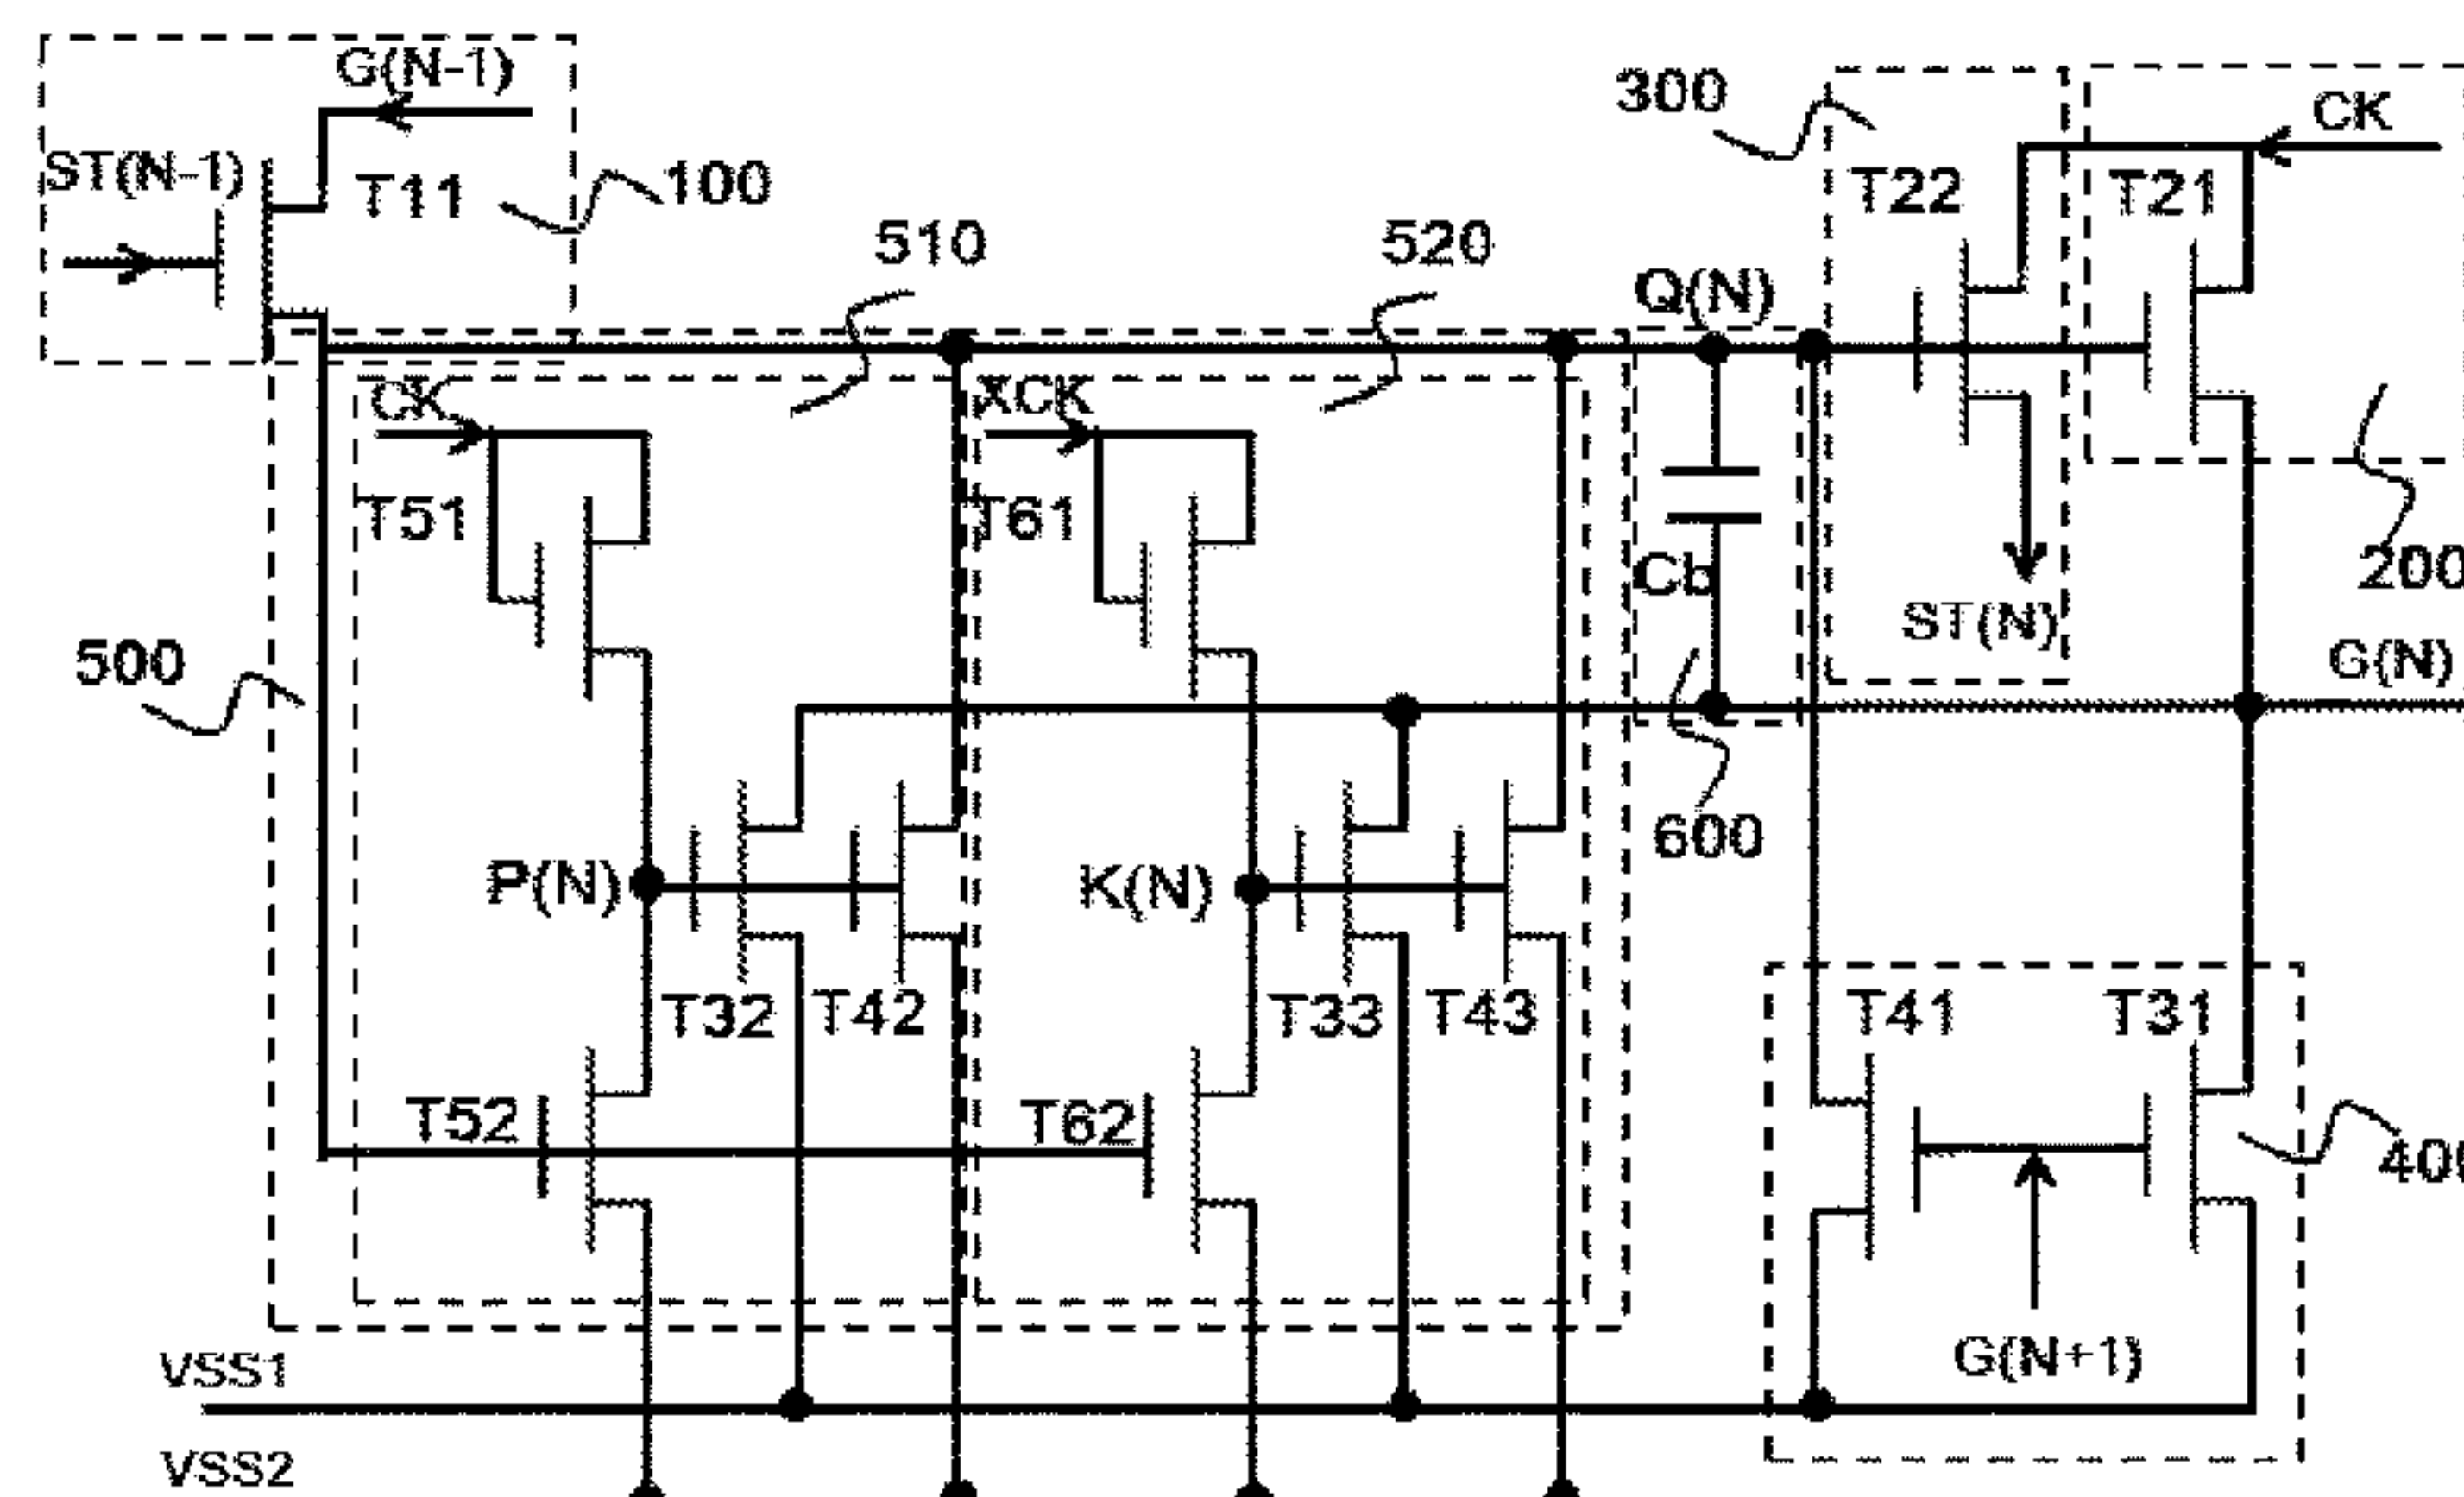 G(N-1)
ST(N-1)
T11
100
300
CK
T22
T21
510
520
Q(N)
CK
XCK
T51
T61
Cb
200
ST(N)
G(N)
500
600
P(N)
K(N)
T32
T42
T33
T43
T41
T31
T52
T62
G(N+1)
VSS1
VSS2